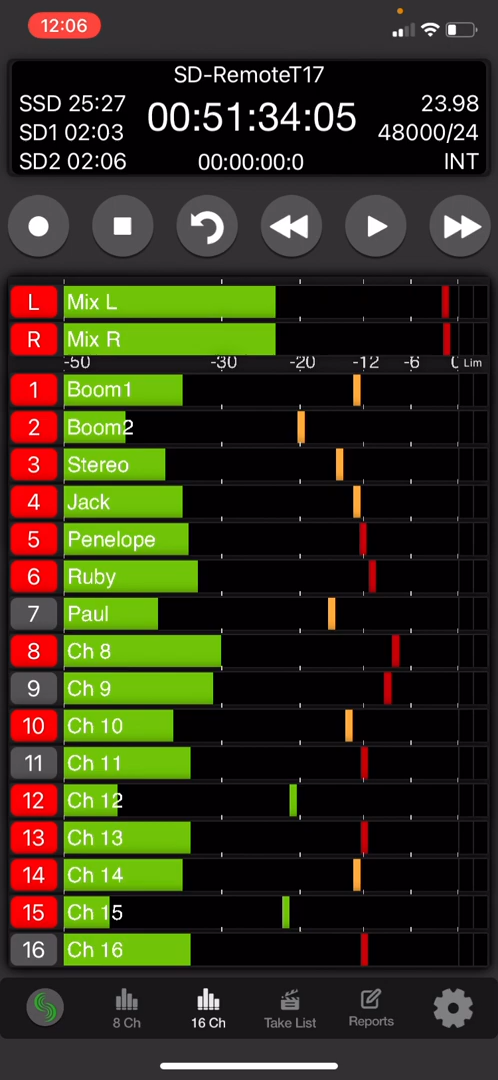 12:06
SD-RemoteT17
SSD 25:27 00:51:34:05 23.98
SD1 02:03 48000/24
SD2 02:06 00:00:00:0 INT
L Mix L
R Mix R
-50 -30 -20 -12 -6 0 Lim
1 Boom1
2 Boom2
3 Stereo
4 Jack
5 Penelope
6 Ruby
7 Paul
8 Ch 8
9 Ch 9
10 Ch 10
11 Ch 11
12 Ch 12
13 Ch 13
14 Ch 14
15 Ch 15
16 Ch 16
8 Ch 16 Ch Take List Reports